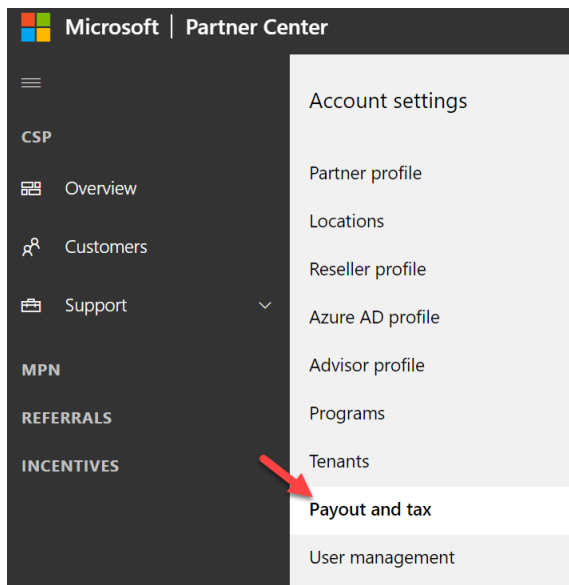 Microsoft | Partner Center
CSP
Overview
Customers
Support
MPN
REFERRALS
INCENTIVES
Account settings
Partner profile
Locations
Reseller profile
Azure AD profile
Advisor profile
Programs
Tenants
Payout and tax
User management